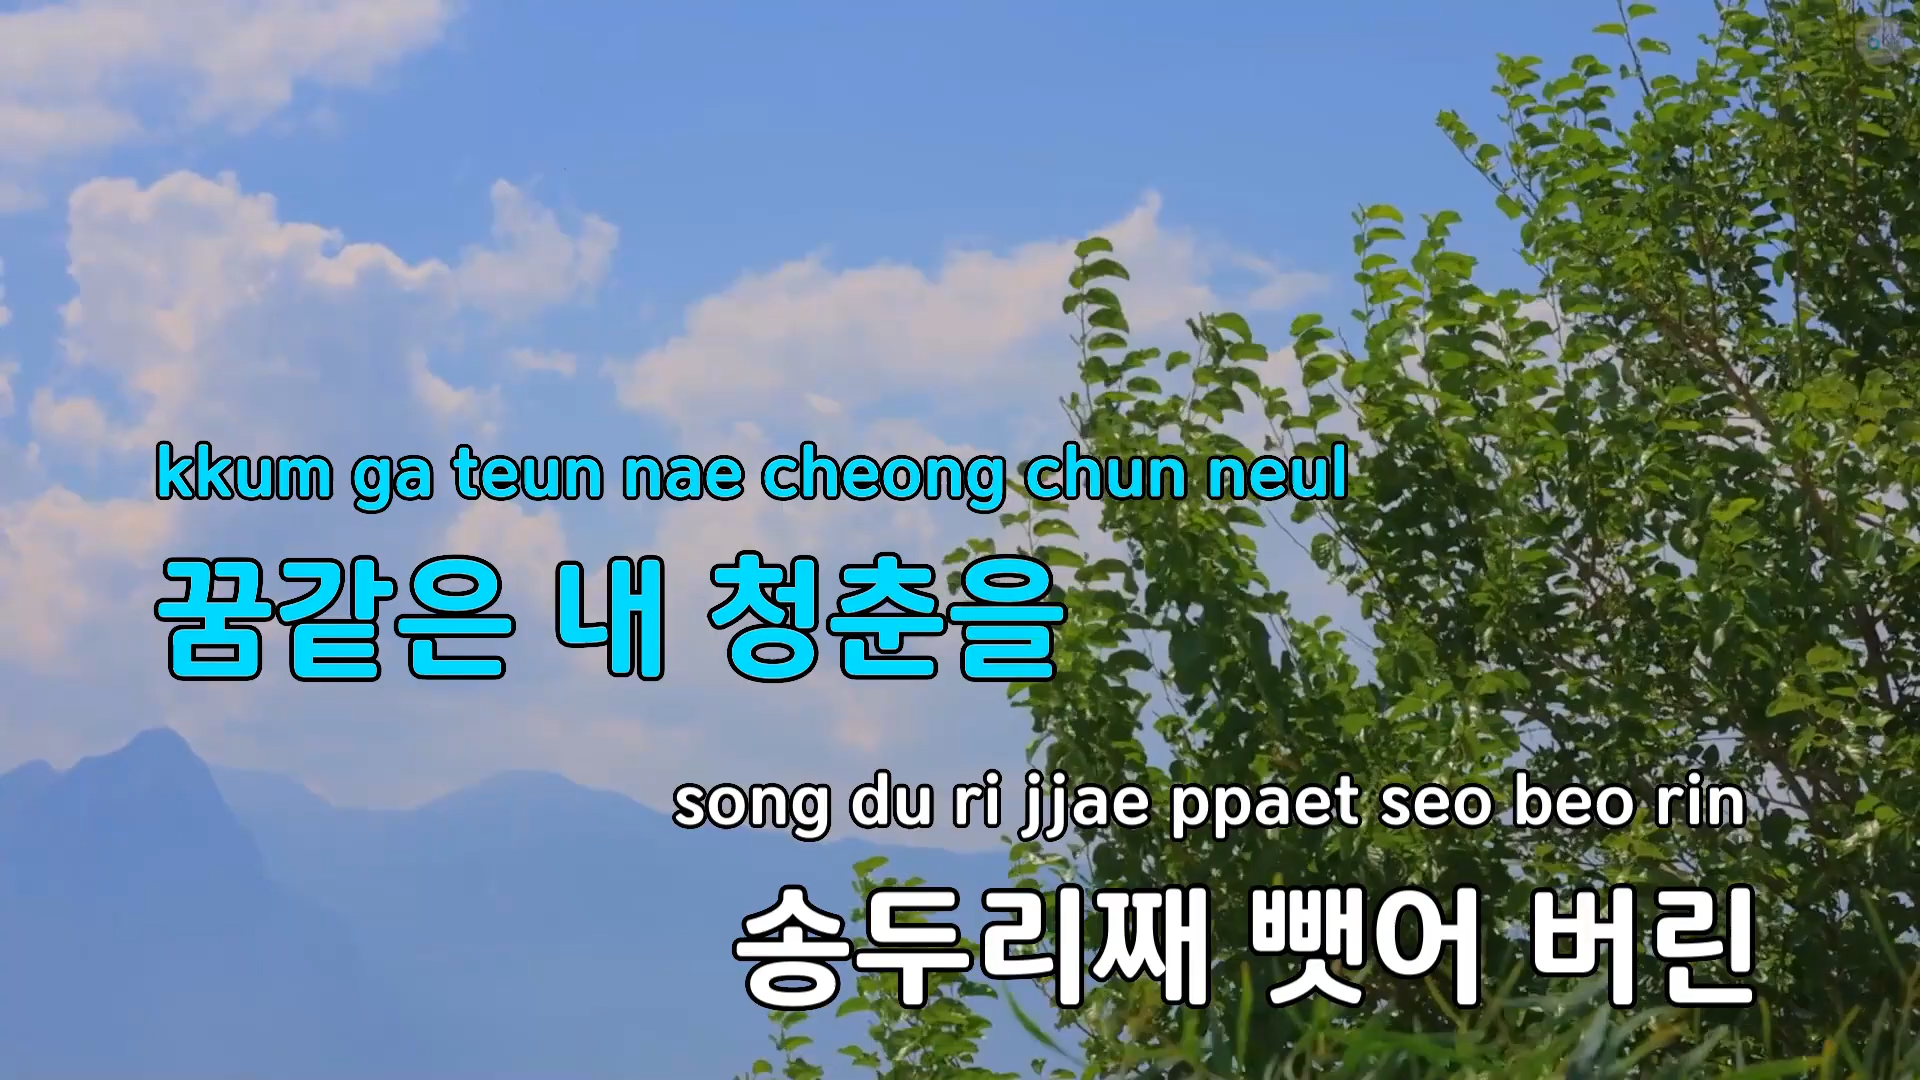 kkum ga teun nae cheong chun neul
꿈같은 내 청춘을
song du ri jjae ppaet seo beo rin
송두리째 뺏어 버린